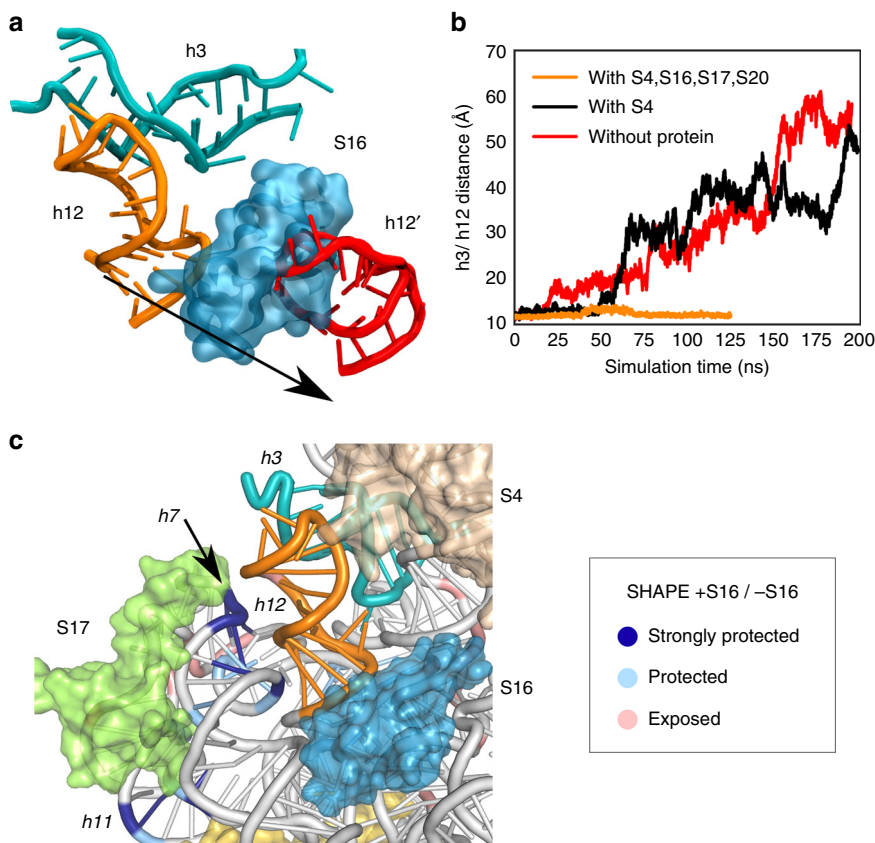 a
h3
S16
h12
h12′
b
h3/ h12 distance (Å)
70
60
50
40
30
20
10
With S4,S16,S17,S20
With S4
Without protein
0 25 50 75 100 125 150 175 200
Simulation time (ns)
c
h3
S4
h7
h12
S17
S16
h11
SHAPE +S16 / –S16
Strongly protected
Protected
Exposed